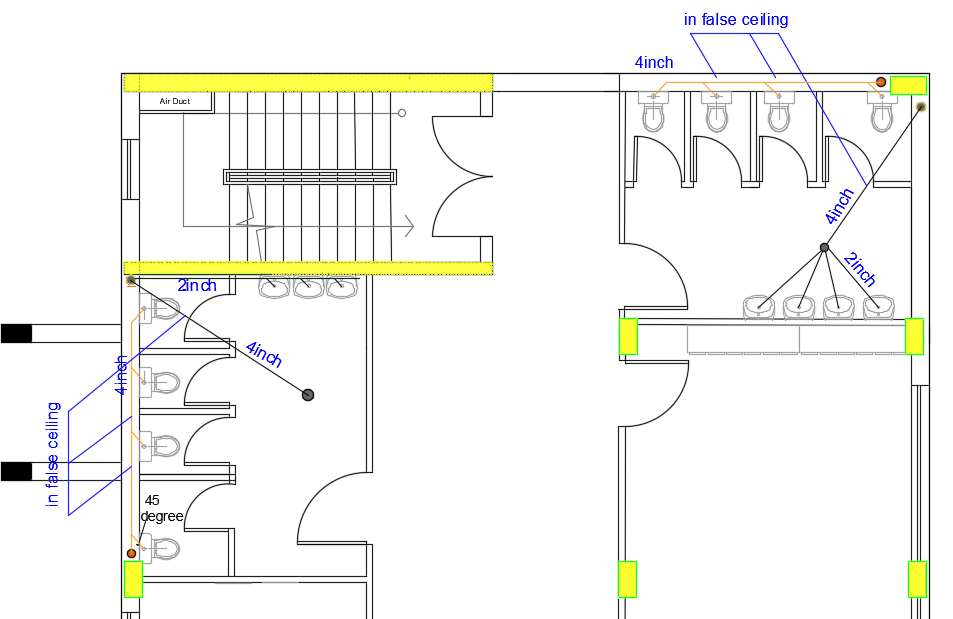 in false ceiling
4inch
Air Duct
4inch
2inch
2inch
4inch
4inch
in false ceiling
45
degree